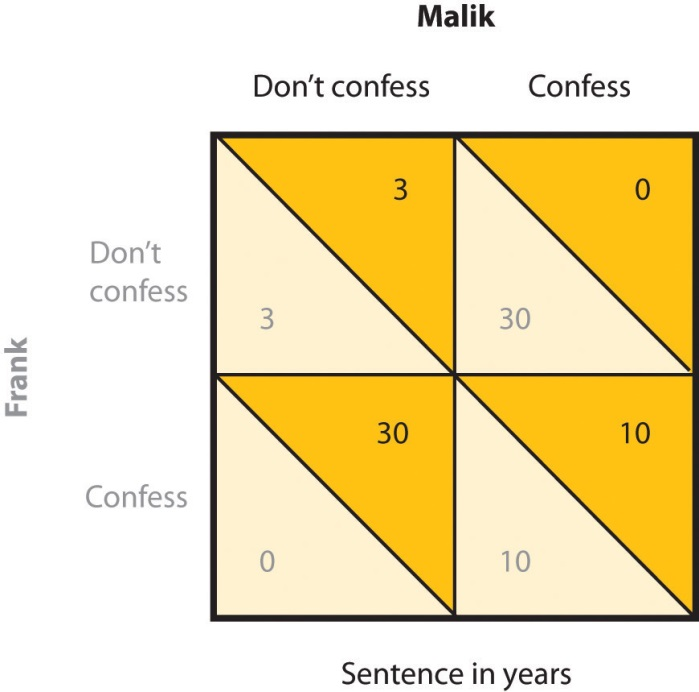 Malik
Don't confess Confess
3 0
Don't
confess
3 30
Frank
30 10
Confess
0 10
Sentence in years